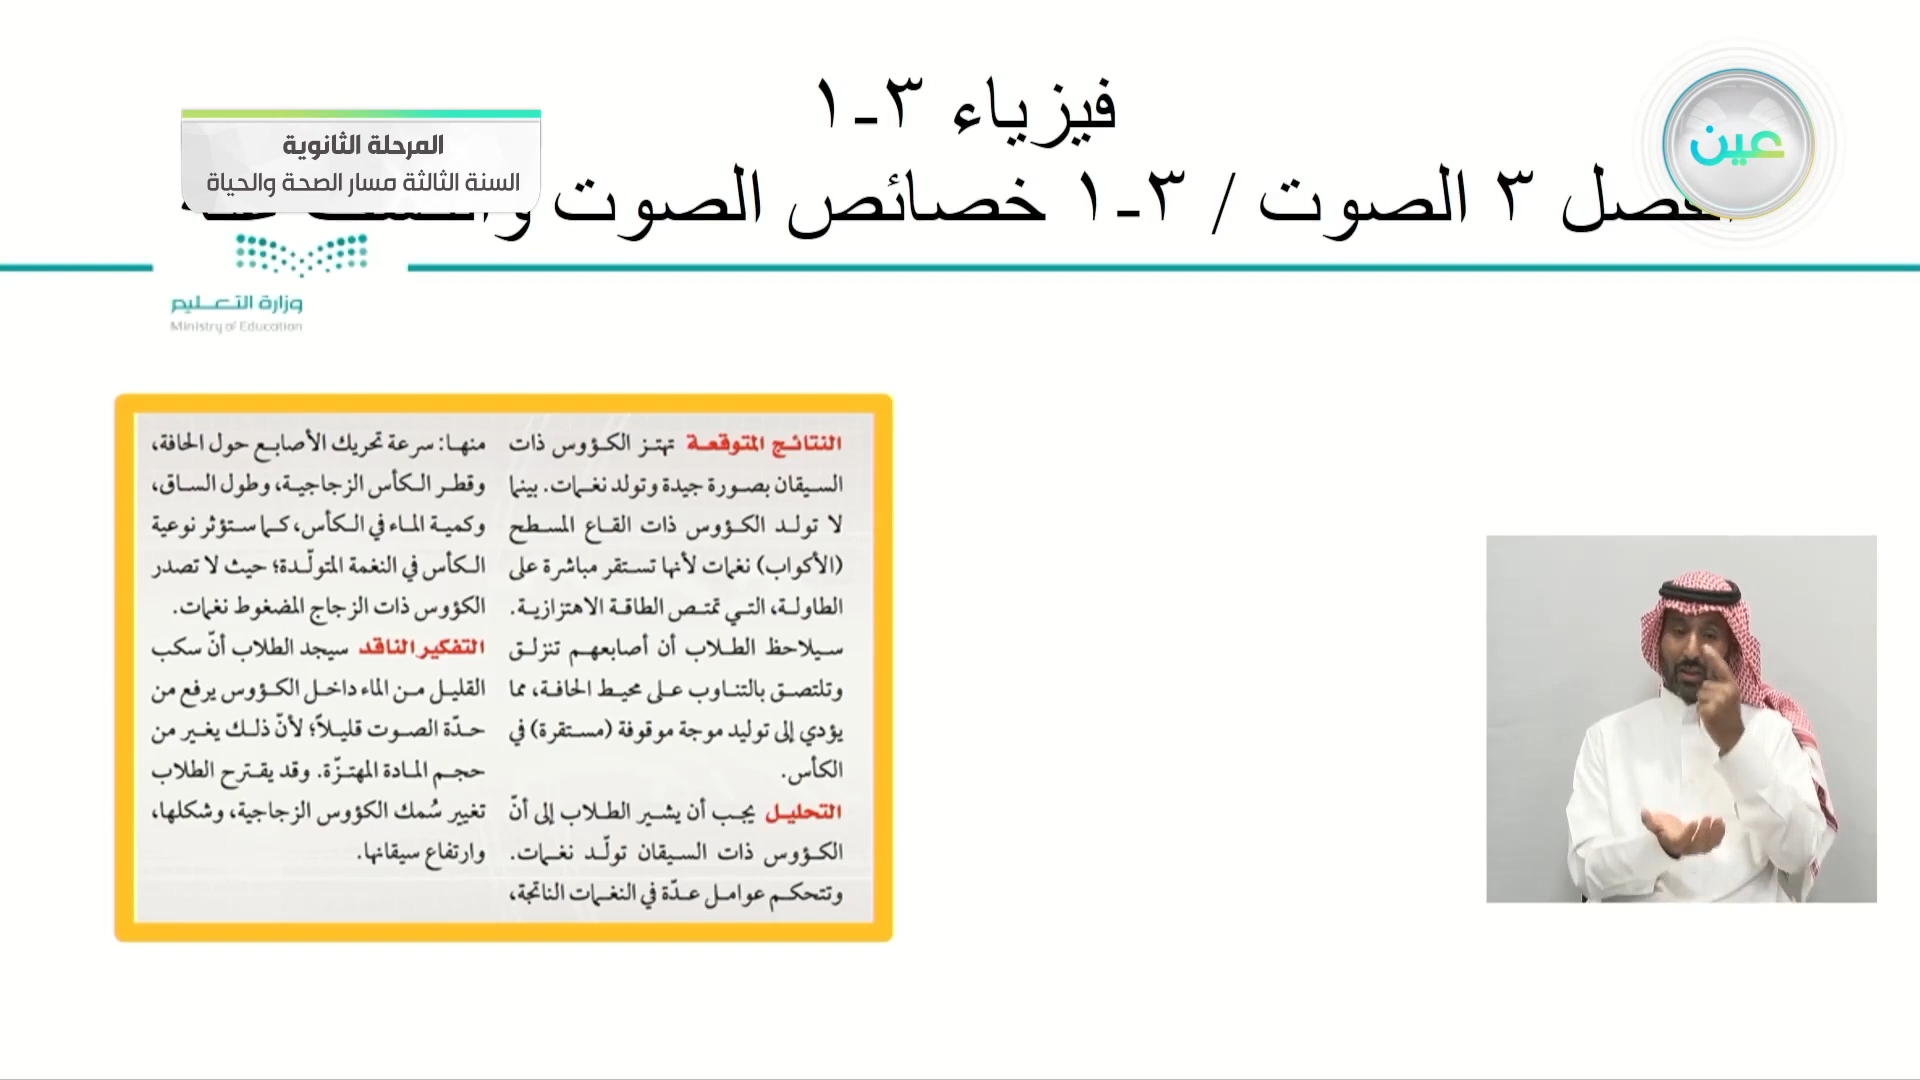 فيزياء ٣-١
٣ الصوت / ٣-١ خصائص الصوت
المرحلة الثانوية
السنة الثالثة مسار الصحة والحياة
عين
وزارة التعليم
Ministry of Education
النتائج المتوقعة تهتز الكؤوس ذات
السيقان بصورة جيدة وتولد نغمات. بينما
لا تولد الكؤوس ذات القاع المسطح
(الأكواب) نغمات لأنها تستقر مباشرة على
الطاولة، التي تمتص الطاقة الاهتزازية.
سيلاحظ الطلاب أن أصابعهم تنزلق
وتلتصق بالتناوب على محيط الحافة، مما
يؤدي إلى توليد موجة موقوفة (مستقرة) في
الكأس.
التحليل يجب أن يشير الطلاب إلى أنّ
الكؤوس ذات السيقان تولّد نغمات.
وتتحكم عوامل عدّة في النغمات الناتجة،
منها: سرعة تحريك الأصابع حول الحافة،
وقطر الكأس الزجاجية، وطول الساق،
وكمية الماء في الكأس، كما ستؤثر نوعية
الكأس في النغمة المتولّدة؛ حيث لا تصدر
الكؤوس ذات الزجاج المضغوط نغمات.
التفكير الناقد سيجد الطلاب أنّ سكب
القليل من الماء داخل الكؤوس يرفع من
حدّة الصوت قليلاً؛ لأنّ ذلك يغير من
حجم المادة المهتزّة. وقد يقترح الطلاب
تغيير سُمك الكؤوس الزجاجية، وشكلها،
وارتفاع سيقانها.